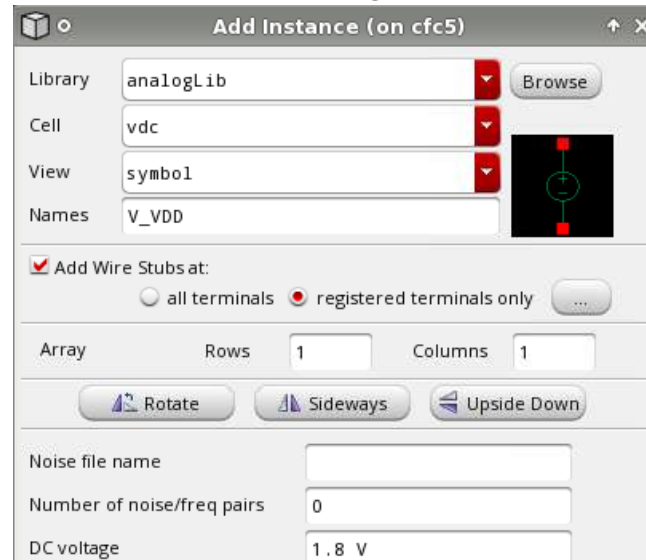 Add Instance (on cfc5)
Library analogLib Browse
Cell vdc
View symbol
Names V_VDD
Add Wire Stubs at:
all terminals registered terminals only ...
Array Rows 1 Columns 1
Rotate Sideways Upside Down
Noise file name
Number of noise/freq pairs 0
DC voltage 1.8 V